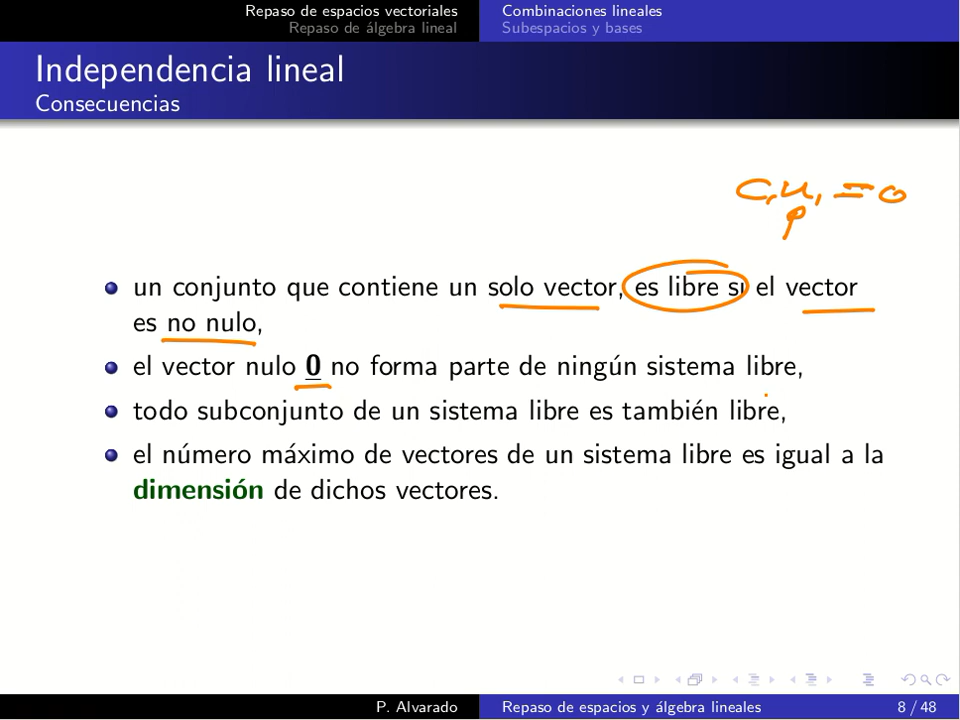 Repaso de espacios vectoriales Combinaciones lineales
Repaso de álgebra lineal Subespacios y bases
Independencia lineal
Consecuencias
C₁u₁ = 0
un conjunto que contiene un solo vector, es libre si el vector
es no nulo,
el vector nulo 0 no forma parte de ningún sistema libre,
todo subconjunto de un sistema libre es también libre,
el número máximo de vectores de un sistema libre es igual a la
dimensión de dichos vectores.
P. Alvarado Repaso de espacios y álgebra lineales 8 / 48